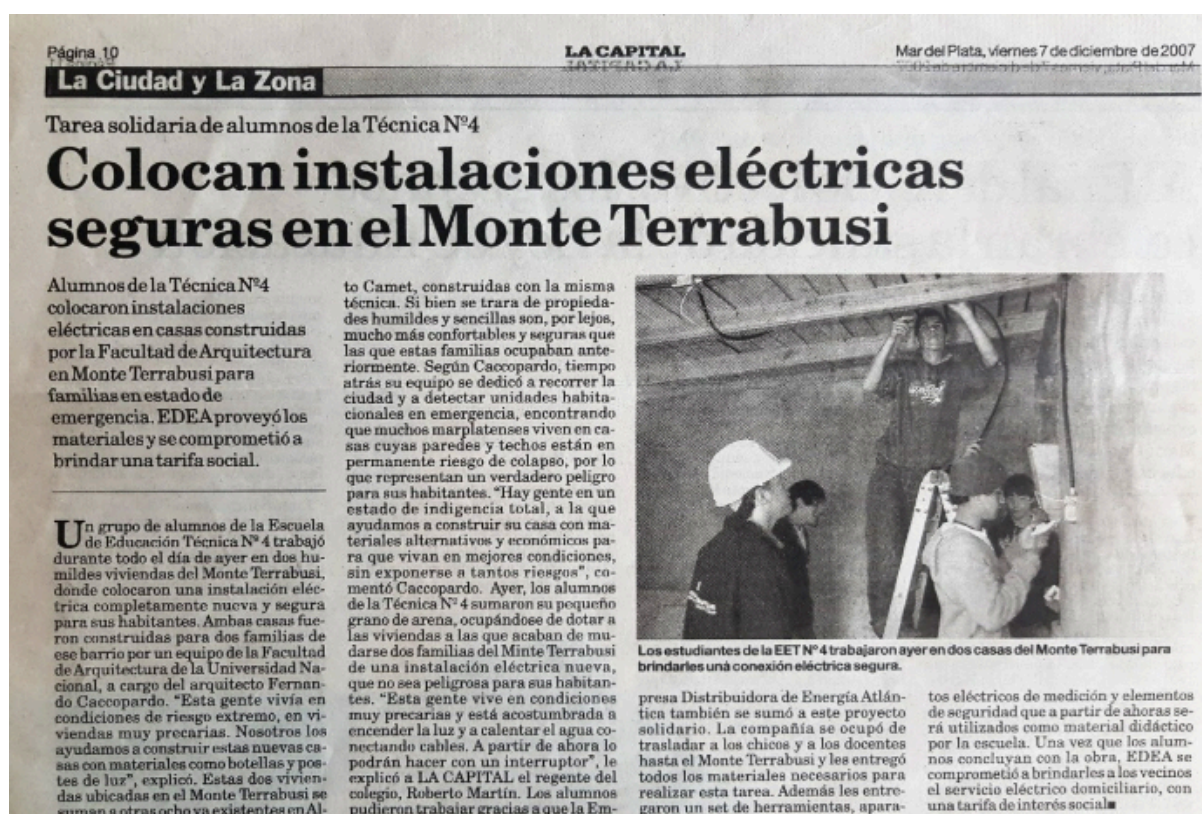 Página 10
LA CAPITAL
Mar del Plata, viernes 7 de diciembre de 2007
La Ciudad y La Zona
Tarea solidaria de alumnos de la Técnica Nº4
Colocan instalaciones eléctricas
seguras en el Monte Terrabusi
Alumnos de la Técnica Nº4
colocaron instalaciones
eléctricas en casas construidas
por la Facultad de Arquitectura
en Monte Terrabusi para
familias en estado de
emergencia. EDEA proveyó los
materiales y se comprometió a
brindar una tarifa social.
Un grupo de alumnos de la Escuela
de Educación Técnica Nº 4 trabajó
durante todo el día de ayer en dos hu-
mildes viviendas del Monte Terrabusi,
donde colocaron una instalación eléc-
trica completamente nueva y segura
para sus habitantes. Ambas casas fue-
ron construidas para dos familias de
ese barrio por un equipo de la Facultad
de Arquitectura de la Universidad Na-
cional, a cargo del arquitecto Fernan-
do Caccopardo. "Esta gente vivía en
condiciones de riesgo extremo, en vi-
viendas muy precarias. Nosotros los
ayudamos a construir estas nuevas ca-
sas con materiales como botellas y pos-
tes de luz", explicó. Estas dos vivien-
das ubicadas en el Monte Terrabusi se
suman a otras ocho ya existentes en Al-
to Camet, construidas con la misma
técnica. Si bien se trara de propieda-
des humildes y sencillas son, por lejos,
mucho más confortables y seguras que
las que estas familias ocupaban ante-
riormente. Según Caccopardo, tiempo
atrás su equipo se dedicó a recorrer la
ciudad y a detectar unidades habita-
cionales en emergencia, encontrando
que muchos marplatenses viven en ca-
sas cuyas paredes y techos están en
permanente riesgo de colapso, por lo
que representan un verdadero peligro
para sus habitantes. "Hay gente en un
estado de indigencia total, a la que
ayudamos a construir su casa con ma-
teriales alternativos y económicos pa-
ra que vivan en mejores condiciones,
sin exponerse a tantos riesgos", co-
mentó Caccopardo. Ayer, los alumnos
de la Técnica Nº 4 sumaron su pequeño
grano de arena, ocupándose de dotar a
las viviendas a las que acaban de mu-
darse dos familias del Minte Terrabusi
de una instalación eléctrica nueva,
que no sea peligrosa para sus habitan-
tes. "Esta gente vive en condiciones
muy precarias y está acostumbrada a
encender la luz y a calentar el agua co-
nectando cables. A partir de ahora lo
podrán hacer con un interruptor", le
explicó a LA CAPITAL el regente del
colegio, Roberto Martín. Los alumnos
pudieron trabajar gracias a que la Em-
Los estudiantes de la EET Nº 4 trabajaron ayer en dos casas del Monte Terrabusi para
brindarles una conexión eléctrica segura.
presa Distribuidora de Energía Atlán-
tica también se sumó a este proyecto
solidario. La compañía se ocupó de
trasladar a los chicos y a los docentes
hasta el Monte Terrabusi y les entregó
todos los materiales necesarios para
realizar esta tarea. Además les entre-
garon un set de herramientas, apara-
tos eléctricos de medición y elementos
de seguridad que a partir de ahoras se-
rá utilizados como material didáctico
por la escuela. Una vez que los alum-
nos concluyan con la obra, EDEA se
comprometió a brindarles a los vecinos
el servicio eléctrico domiciliario, con
una tarifa de interés social■